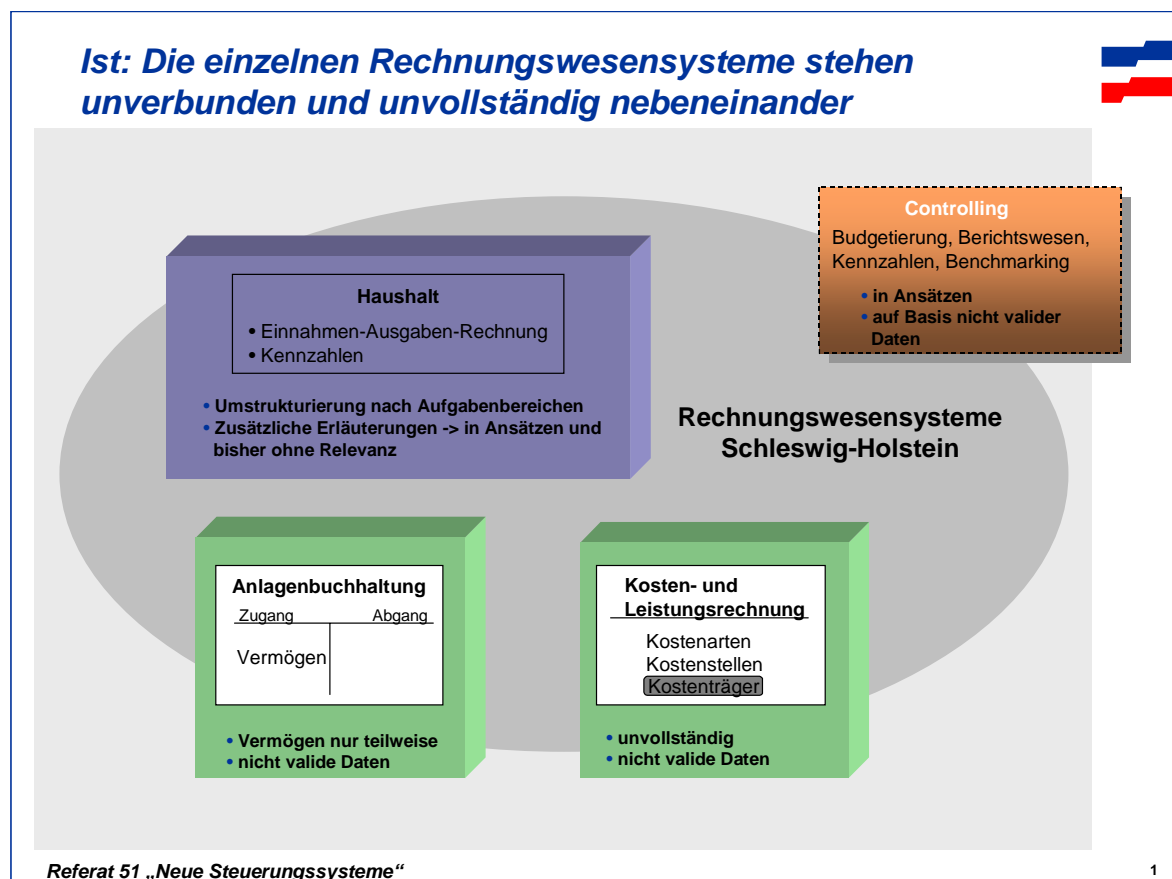 Ist: Die einzelnen Rechnungswesensysteme stehen
unverbunden und unvollständig nebeneinander
Controlling
Budgetierung, Berichtswesen,
Kennzahlen, Benchmarking
• in Ansätzen
• auf Basis nicht valider
Daten
Haushalt
• Einnahmen-Ausgaben-Rechnung
• Kennzahlen
• Umstrukturierung nach Aufgabenbereichen
• Zusätzliche Erläuterungen -> in Ansätzen und
bisher ohne Relevanz
Rechnungswesensysteme
Schleswig-Holstein
Anlagenbuchhaltung
Zugang Abgang
Vermögen
• Vermögen nur teilweise
• nicht valide Daten
Kosten- und
Leistungsrechnung
Kostenarten
Kostenstellen
Kostenträger
• unvollständig
• nicht valide Daten
Referat 51 „Neue Steuerungssysteme“
1